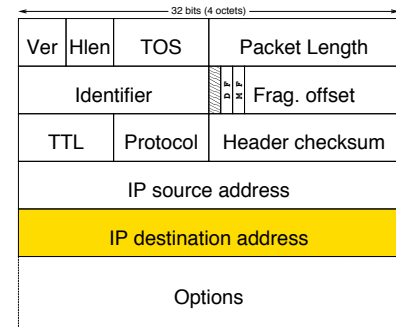 32 bits (4 octets)
Ver Hlen TOS Packet Length
Identifier D F M F Frag. offset
TTL Protocol Header checksum
IP source address
IP destination address
Options